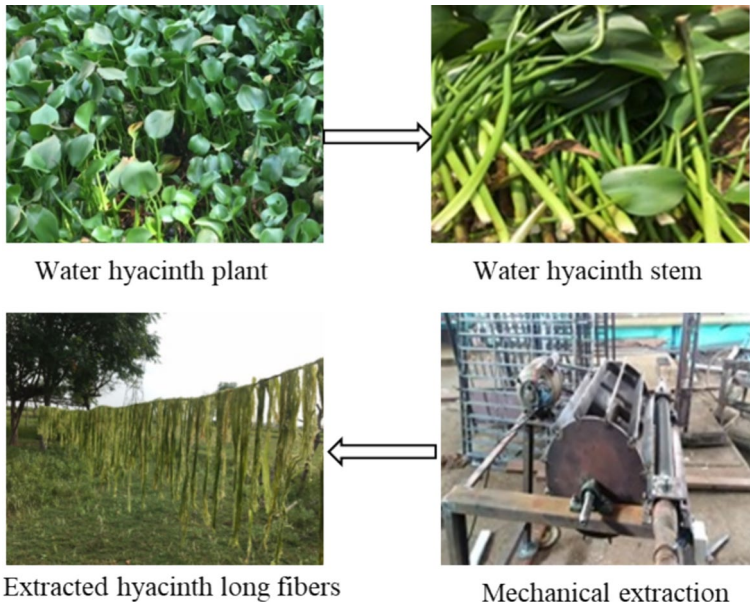 Water hyacinth plant
Water hyacinth stem
Extracted hyacinth long fibers
Mechanical extraction